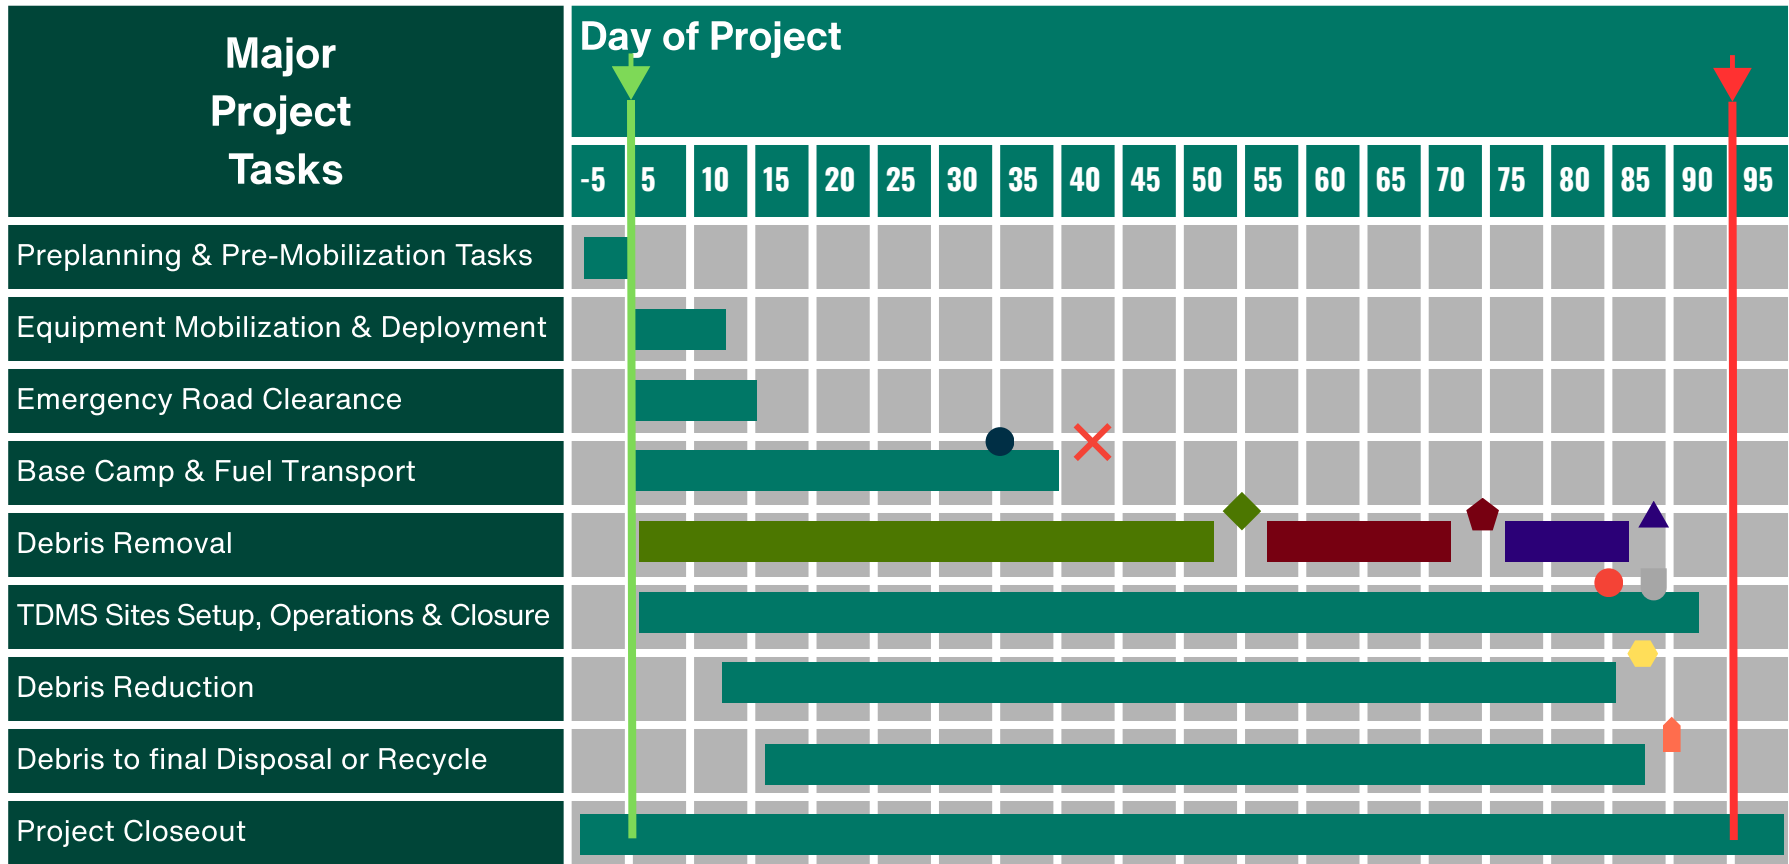 Major
Project
Tasks
Day of Project
-5 5 10 15 20 25 30 35 40 45 50 55 60 65 70 75 80 85 90 95
Preplanning & Pre-Mobilization Tasks
Equipment Mobilization & Deployment
Emergency Road Clearance
Base Camp & Fuel Transport
Debris Removal
TDMS Sites Setup, Operations & Closure
Debris Reduction
Debris to final Disposal or Recycle
Project Closeout